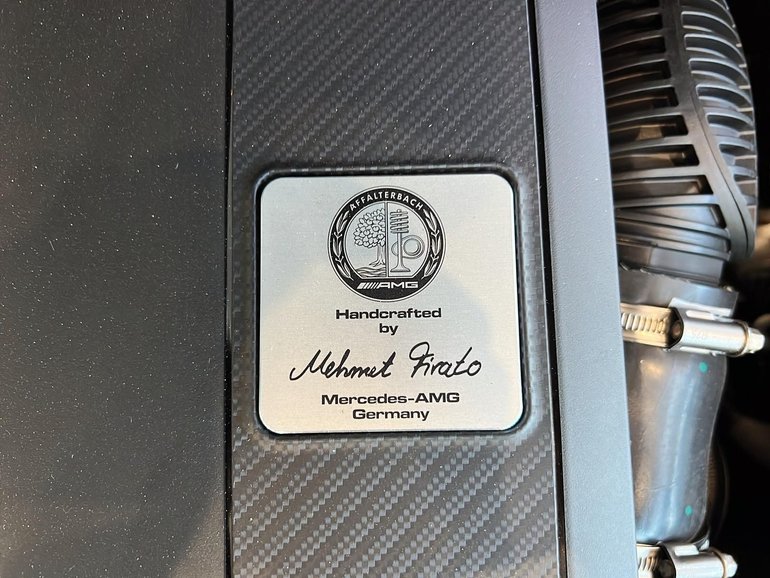 AFFALTERBACH
AMG
Handcrafted
by
Mehmet Firato
Mercedes-AMG
Germany